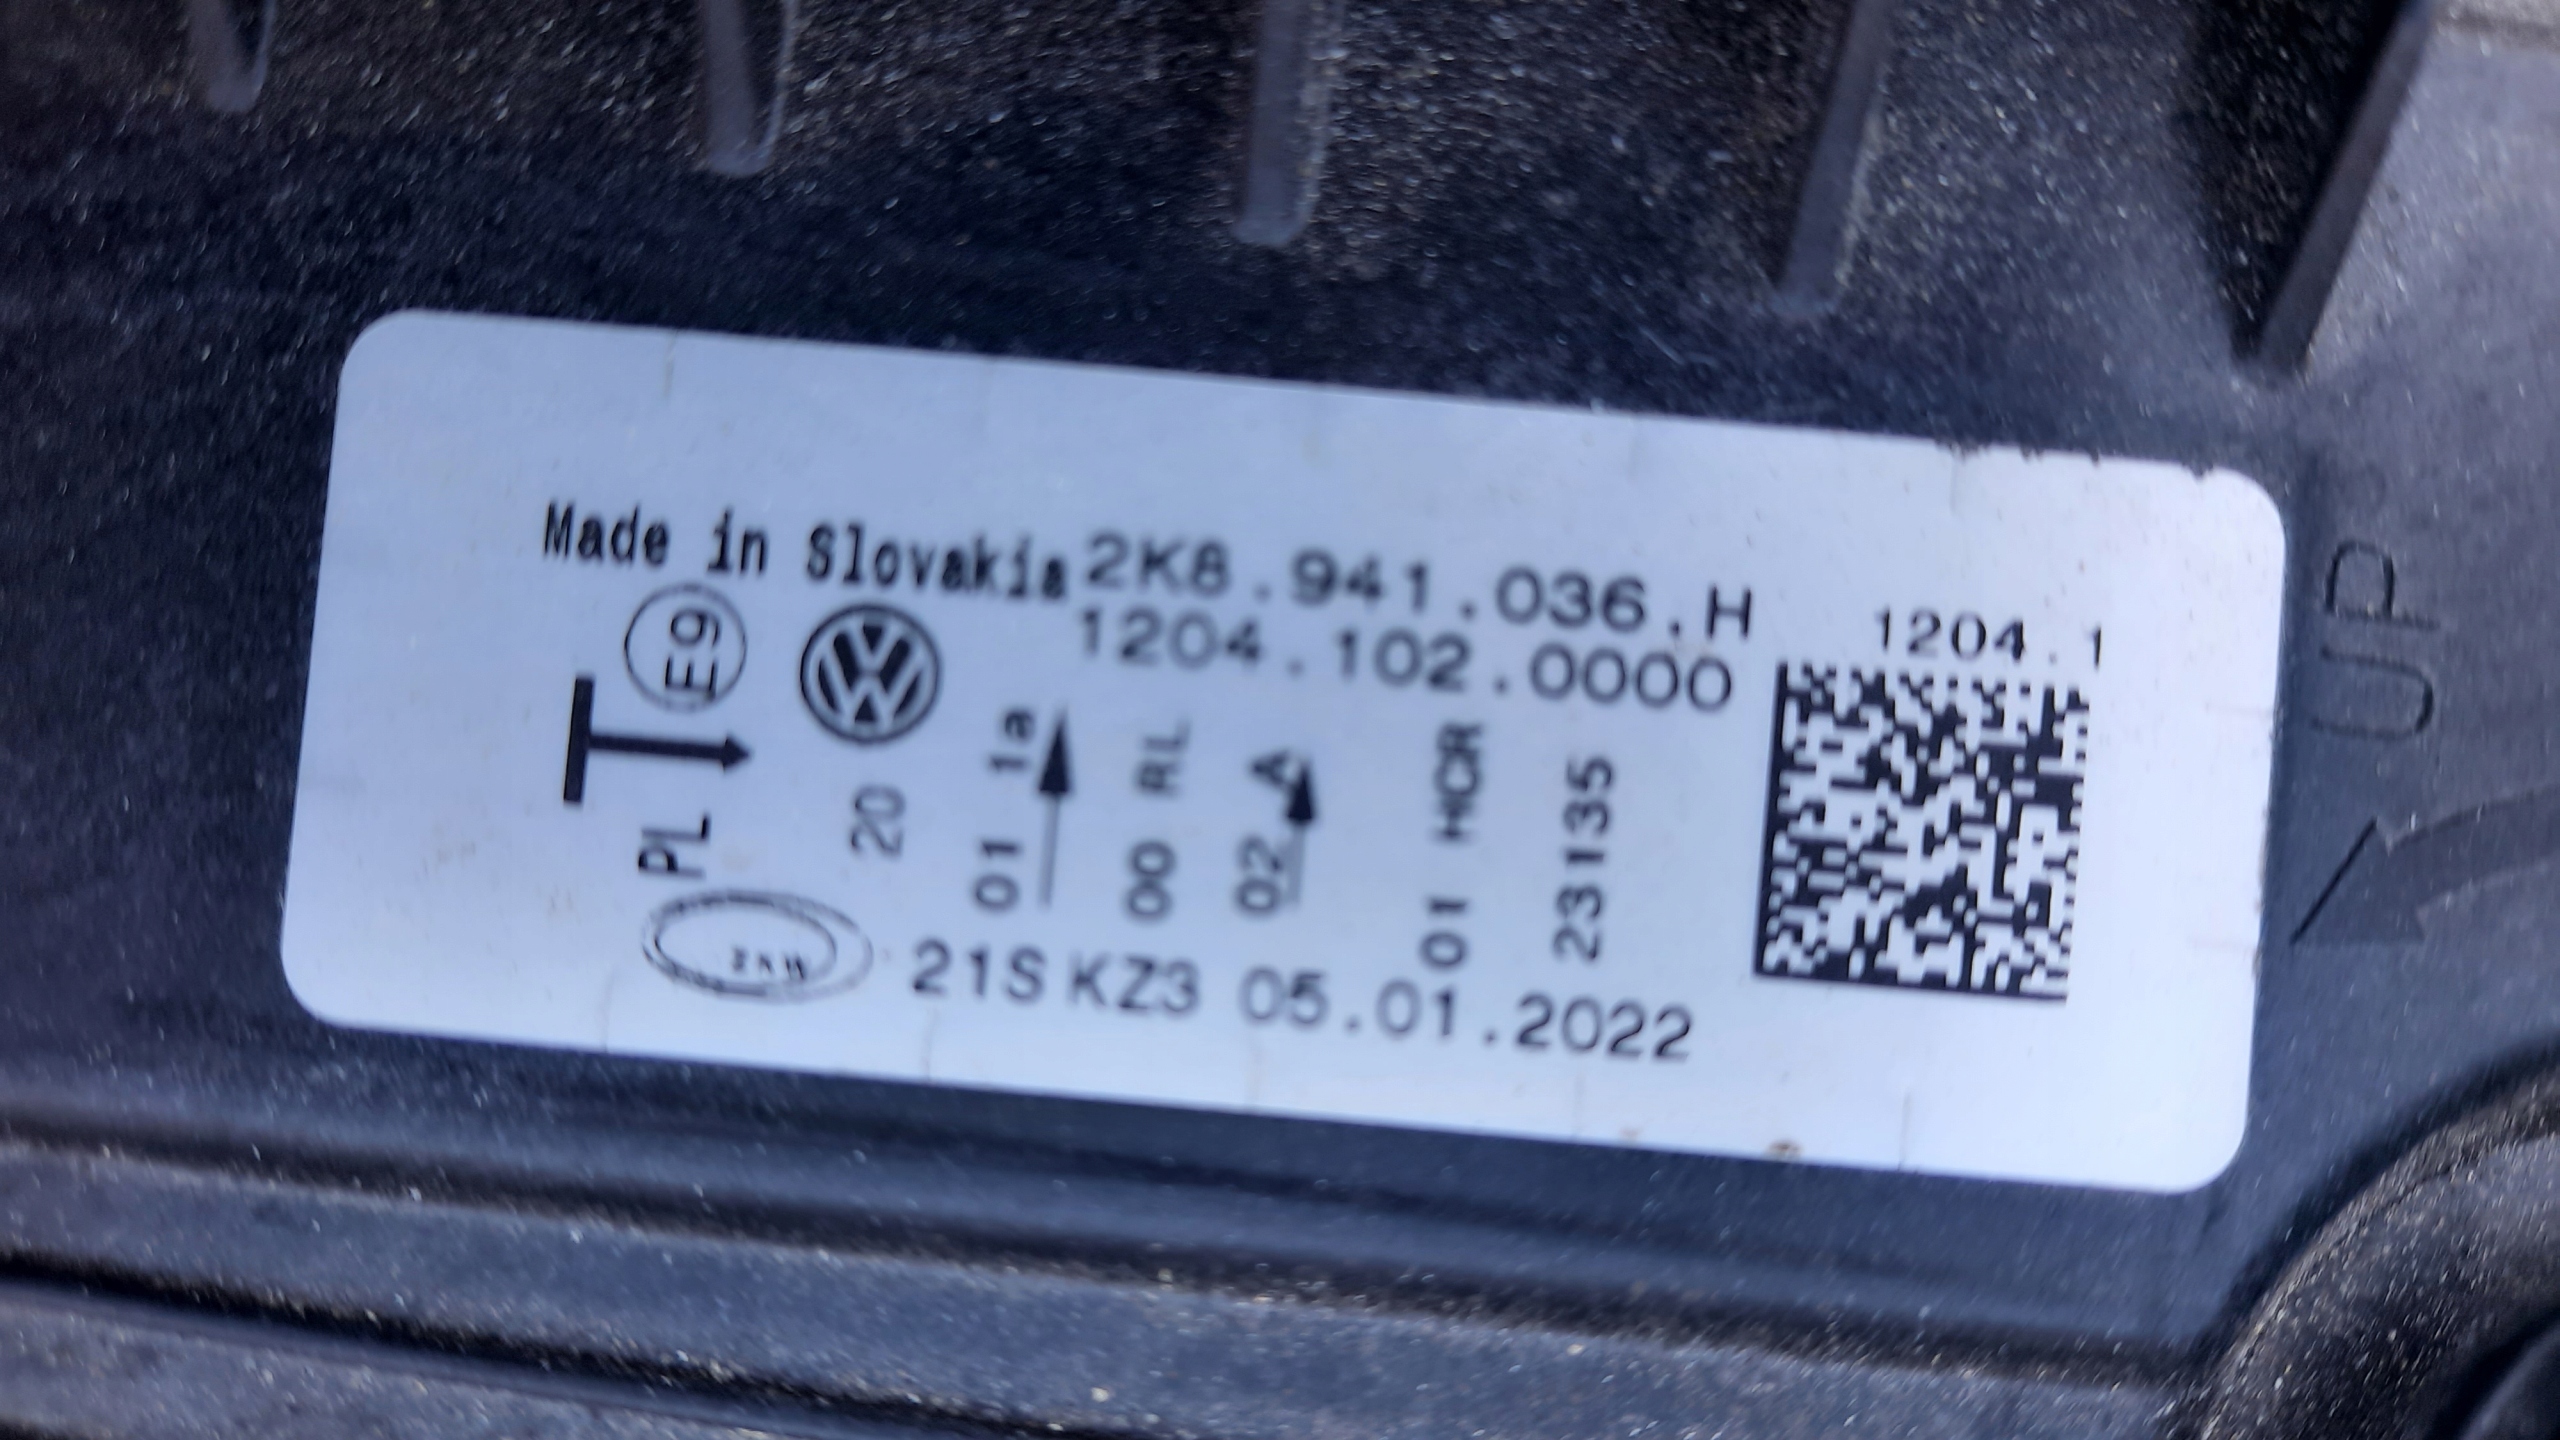 Made in Slovakia 2K8.941.036.H
1204.102.0000
1204.1
E9
PL
20
01 1a
00 RL
02 A
01 HCR
23135
ZKW
21S KZ3 05.01.2022
UP